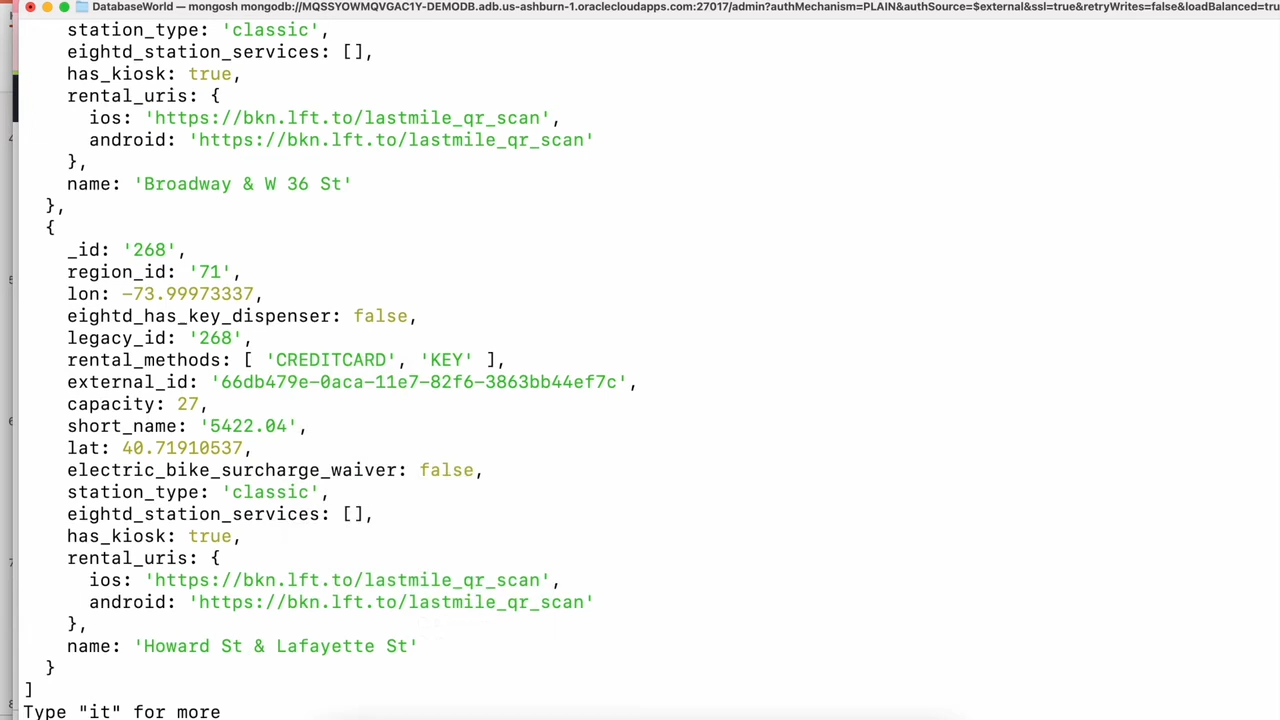 DatabaseWorld — mongosh mongodb://MQSSYOWMQVGAC1Y-DEMODB.adb.us-ashburn-1.oraclecloudapps.com:27017/admin?authMechanism=PLAIN&authSource=$external&ssl=true&retryWrites=false&loadBalanced=tru
station_type: 'classic',
eightd_station_services: [],
has_kiosk: true,
rental_uris: {
ios: 'https://bkn.lft.to/lastmile_qr_scan',
android: 'https://bkn.lft.to/lastmile_qr_scan'
},
name: 'Broadway & W 36 St'
},
{
_id: '268',
region_id: '71',
lon: -73.99973337,
eightd_has_key_dispenser: false,
legacy_id: '268',
rental_methods: [ 'CREDITCARD', 'KEY' ],
external_id: '66db479e-0aca-11e7-82f6-3863bb44ef7c',
capacity: 27,
short_name: '5422.04',
lat: 40.71910537,
electric_bike_surcharge_waiver: false,
station_type: 'classic',
eightd_station_services: [],
has_kiosk: true,
rental_uris: {
ios: 'https://bkn.lft.to/lastmile_qr_scan',
android: 'https://bkn.lft.to/lastmile_qr_scan'
},
name: 'Howard St & Lafayette St'
}
]
Type "it" for more